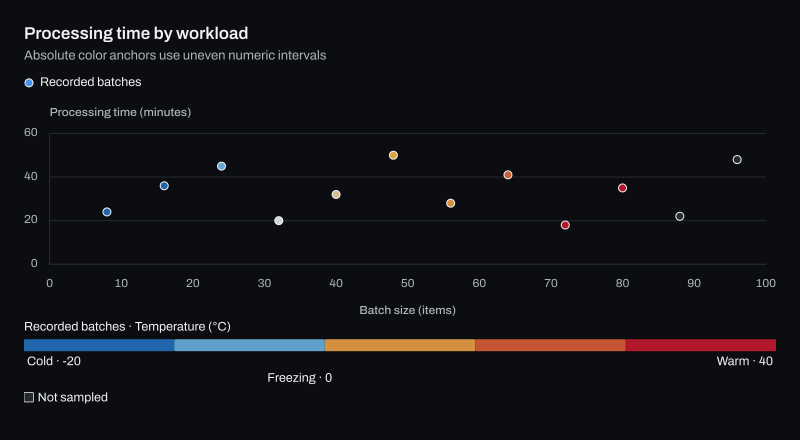 Processing time by workload
Absolute color anchors use uneven numeric intervals
Recorded batches
Processing time (minutes)
60
40
20
0
0 10 20 30 40 50 60 70 80 90 100
Batch size (items)
Recorded batches · Temperature (°C)
Cold · -20 Warm · 40
Freezing · 0
Not sampled